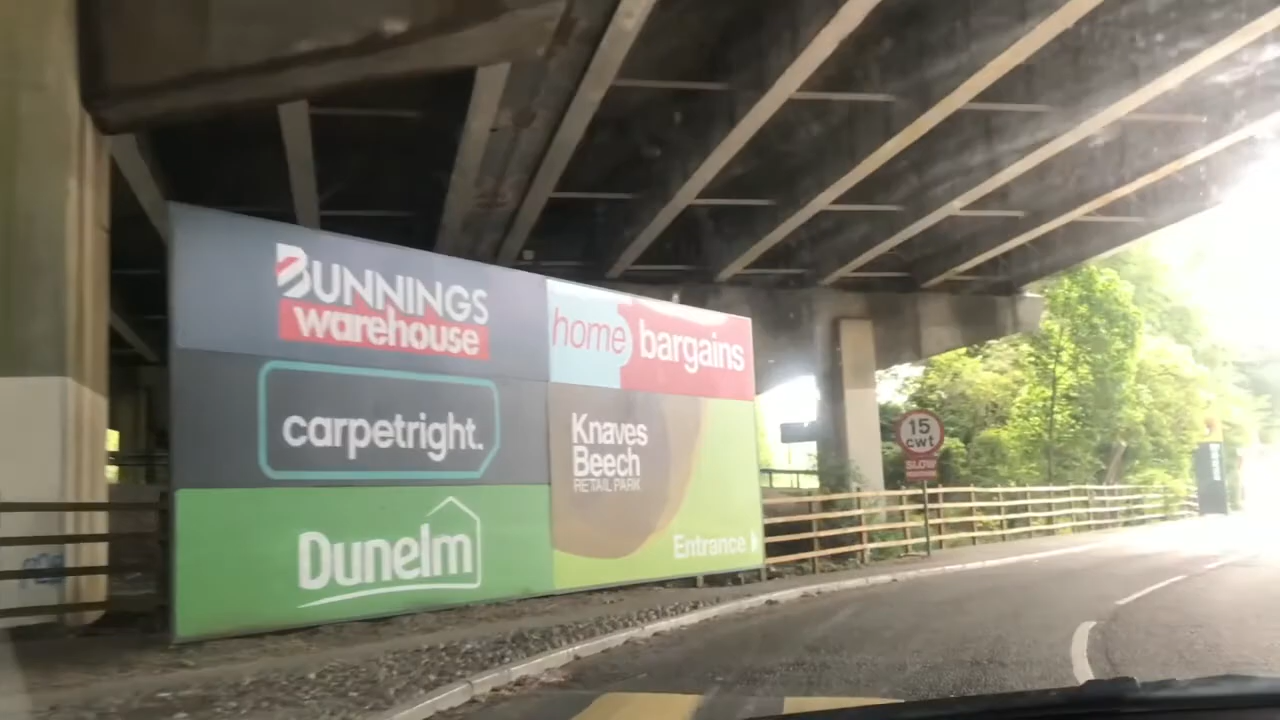 BUNNINGS
warehouse
home bargains
carpetright.
Knaves
Beech
RETAIL PARK
Dunelm
Entrance
15
cwt
SLOW